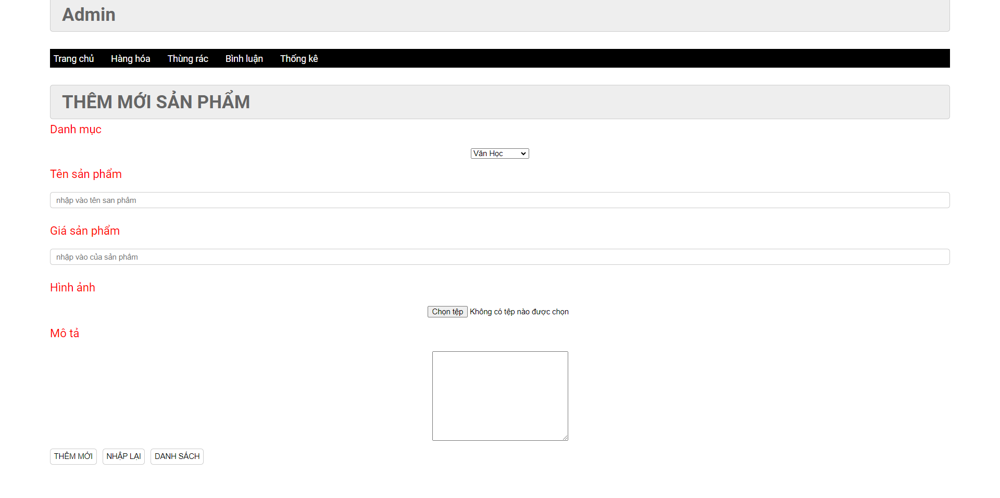 Admin
Trang chủ Hàng hóa Thùng rác Bình luận Thống kê
THÊM MỚI SẢN PHẨM
Danh mục
Văn Học
Tên sản phẩm
nhập vào tên san phẩm
Giá sản phẩm
nhập vào của sản phẩm
Hình ảnh
Chọn tệp Không có tệp nào được chọn
Mô tả
THÊM MỚI NHẬP LẠI DANH SÁCH